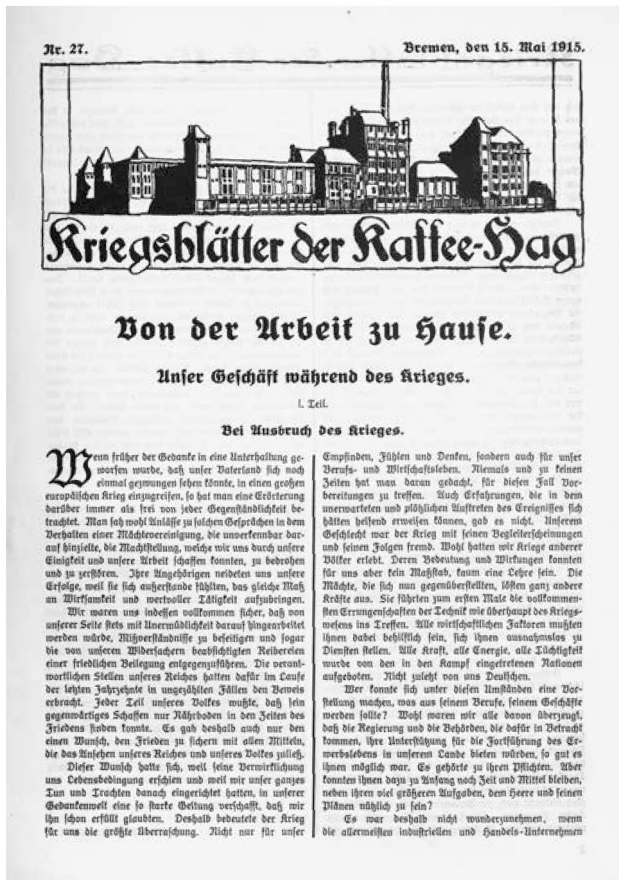 Nr. 27.
Bremen, den 15. Mai 1915.
Kriegsblätter der Kaffee-Hag
Von der Arbeit zu Hause.
Unser Geschäft während des Krieges.
I. Teil.
Bei Ausbruch des Krieges.
Wenn früher der Gedanke in eine Unterhaltung ge-
worfen wurde, daß unser Vaterland sich noch
einmal gezwungen sehen könnte, in einen großen
europäischen Krieg einzugreifen, so hat man eine Erörterung
darüber immer als frei von jeder Gegenständlichkeit be-
trachtet. Man sah wohl Anlässe zu solchen Gesprächen in dem
Verhalten einer Mächtevereinigung, die unverkennbar dar-
auf hinzielte, die Machtstellung, welche wir uns durch unsere
Einigkeit und unsere Arbeit schaffen konnten, zu bedrohen
und zu zerstören. Ihre Angehörigen neideten uns unsere
Erfolge, weil sie sich außerstande fühlten, das gleiche Maß
an Wirksamkeit und wertvoller Tätigkeit aufzubringen.
Wir waren uns indessen vollkommen sicher, daß von
unserer Seite stets mit Unermüdlichkeit darauf hingearbeitet
werden würde, Mißverständnisse zu beseitigen und sogar
die von unseren Widersachern beabsichtigten Reibereien
einer friedlichen Beilegung entgegenzuführen. Die verant-
wortlichen Stellen unseres Reiches hatten dafür im Laufe
der letzten Jahrzehnte in ungezählten Fällen den Beweis
erbracht. Jeder Teil unseres Volkes wußte, daß sein
gegenwärtiges Schaffen nur Nährboden in den Zeiten des
Friedens finden konnte. Es gab deshalb auch nur den
einen Wunsch, den Frieden zu sichern mit allen Mitteln,
die das Ansehen unseres Reiches und unseres Volkes zuließ.
Dieser Wunsch hatte sich, weil seine Verwirklichung
uns Lebensbedingung erschien und weil wir unser ganzes
Tun und Trachten danach eingerichtet hatten, in unserer
Gedankenwelt eine so starke Geltung verschafft, daß wir
ihn schon erfüllt glaubten. Deshalb bedeutete der Krieg
für uns die größte Überraschung. Nicht nur für unser
Empfinden, Fühlen und Denken, sondern auch für unser
Berufs- und Wirtschaftsleben. Niemals und zu keinen
Zeiten hat man daran gedacht, für diesen Fall Vor-
bereitungen zu treffen. Auch Erfahrungen, die in dem
unerwarteten und plötzlichen Auftreten des Ereignisses sich
hätten helfend erweisen können, gab es nicht. Unserem
Geschlecht war der Krieg mit seinen Begleiterscheinungen
und seinen Folgen fremd. Wohl hatten wir Kriege anderer
Völker erlebt. Deren Bedeutung und Wirkungen konnten
für uns aber kein Maßstab, kaum eine Lehre sein. Die
Mächte, die sich nun gegenüberstellten, lösten ganz andere
Kräfte aus. Sie führten zum ersten Male die vollkommen-
sten Errungenschaften der Technik wie überhaupt des Kriegs-
wesens ins Treffen. Alle wirtschaftlichen Faktoren mußten
ihnen dabei behilflich sein, sich ihnen ausnahmslos zu
Diensten stellen. Alle Kraft, alle Energie, alle Tüchtigkeit
wurde von den in den Kampf eingetretenen Nationen
aufgeboten. Nicht zuletzt von uns Deutschen.
Wer konnte sich unter diesen Umständen eine Vor-
stellung machen, was aus seinem Berufe, seinem Geschäfte
werden sollte? Wohl waren wir alle davon überzeugt,
daß die Regierung und die Behörden, die dafür in Betracht
kommen, ihre Unterstützung für die Fortführung des Er-
werbslebens in unserem Lande bieten würden, so gut es
ihnen möglich war. Es gehörte zu ihren Pflichten. Aber
konnten ihnen dazu zu Anfang noch Zeit und Mittel bleiben,
neben ihren viel größeren Aufgaben, dem Heere und seinen
Plänen nützlich zu sein?
Es war deshalb nicht wunderzunehmen, wenn
die allermeisten industriellen und Handels-Unternehmen